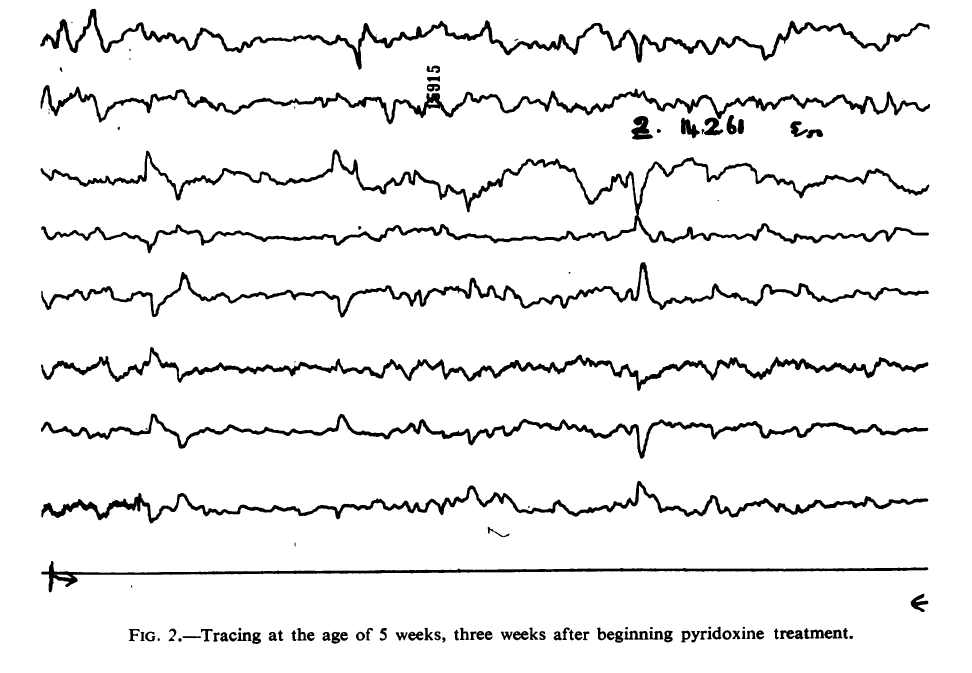 15915
2. 14.2.61
FIG. 2.—Tracing at the age of 5 weeks, three weeks after beginning pyridoxine treatment.